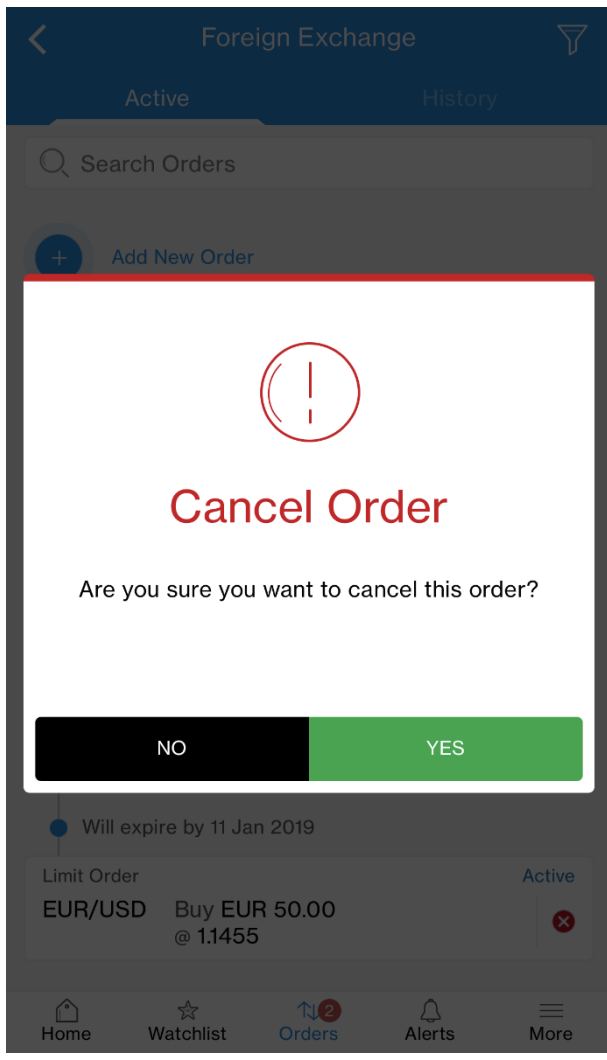 Foreign Exchange
Active
History
Search Orders
+ Add New Order
Cancel Order
Are you sure you want to cancel this order?
NO
YES
Will expire by 11 Jan 2019
Limit Order
Active
EUR/USD
Buy EUR 50.00
@ 1.1455
2
Home
Watchlist
Orders
Alerts
More